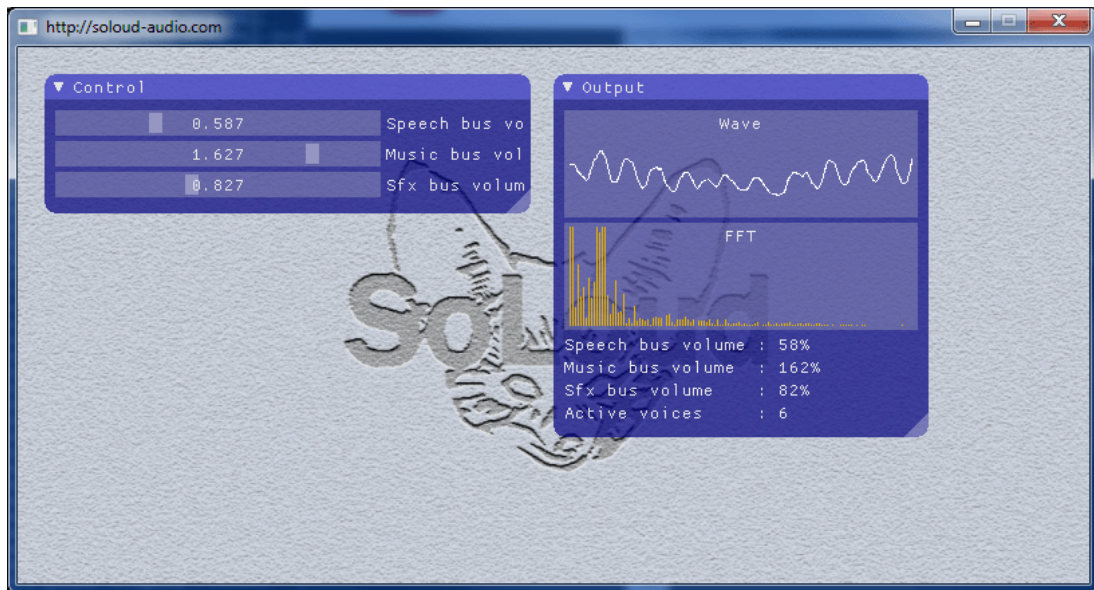 http://soloud-audio.com
Control
0.587 Speech bus vo
1.627 Music bus vol
0.827 Sfx bus volum
Output
Wave
FFT
Speech bus volume : 58%
Music bus volume : 162%
Sfx bus volume : 82%
Active voices : 6
SoLoud